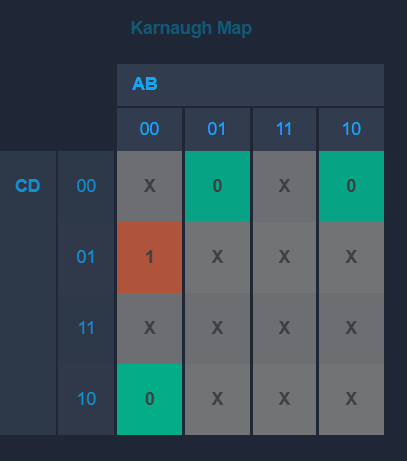 Karnaugh Map
AB
00 01 11 10
CD 00 X 0 X 0
01 1 X X X
11 X X X X
10 0 X X X